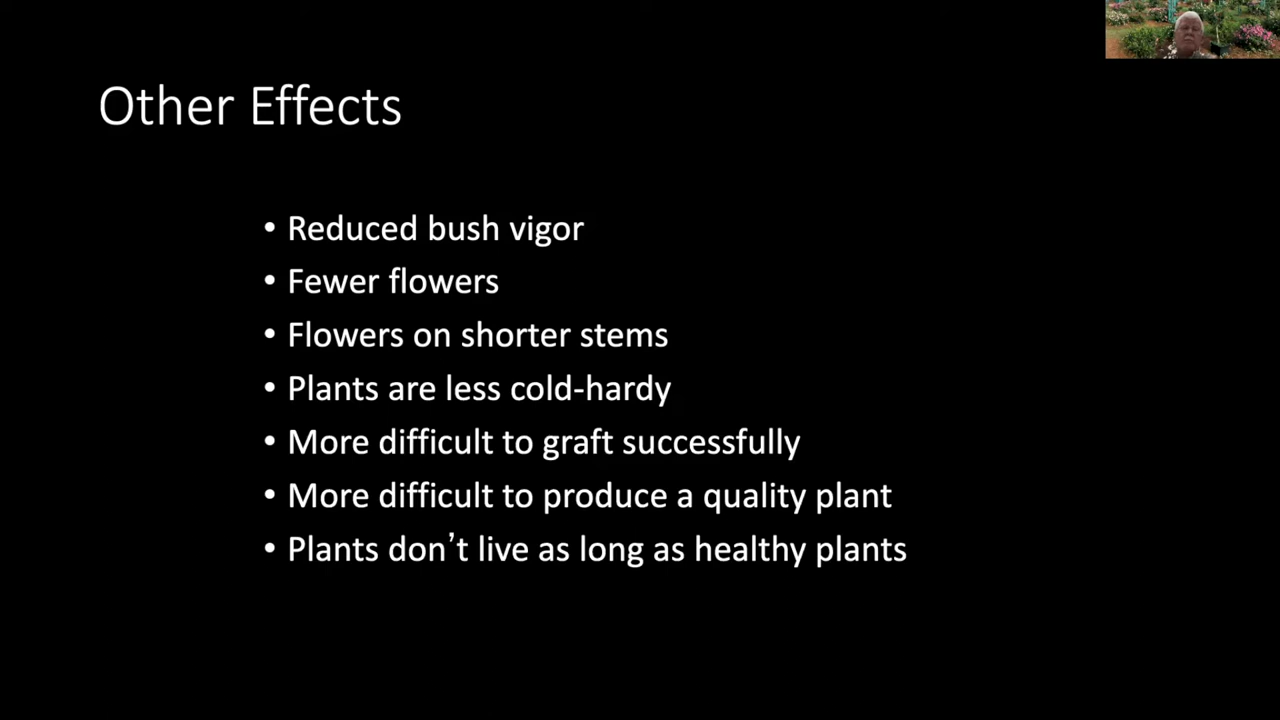 Other Effects
• Reduced bush vigor
• Fewer flowers
• Flowers on shorter stems
• Plants are less cold-hardy
• More difficult to graft successfully
• More difficult to produce a quality plant
• Plants don’t live as long as healthy plants